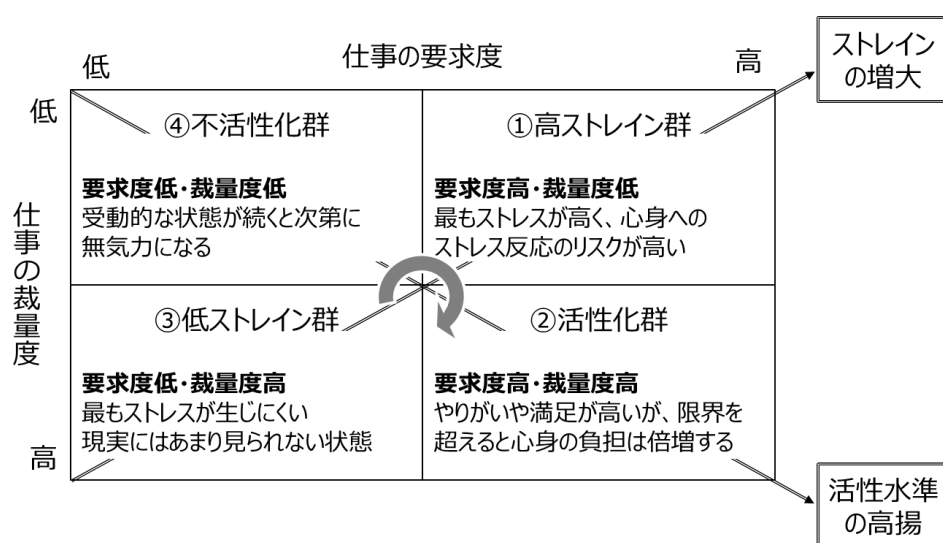 仕事の要求度
低
高
ストレイン
の増大
低
仕事の裁量度
高
④不活性化群
要求度低・裁量度低
受動的な状態が続くと次第に
無気力になる
①高ストレイン群
要求度高・裁量度低
最もストレスが高く、心身への
ストレス反応のリスクが高い
③低ストレイン群
要求度低・裁量度高
最もストレスが生じにくい
現実にはあまり見られない状態
②活性化群
要求度高・裁量度高
やりがいや満足が高いが、限界を
超えると心身の負担は倍増する
活性水準
の高揚